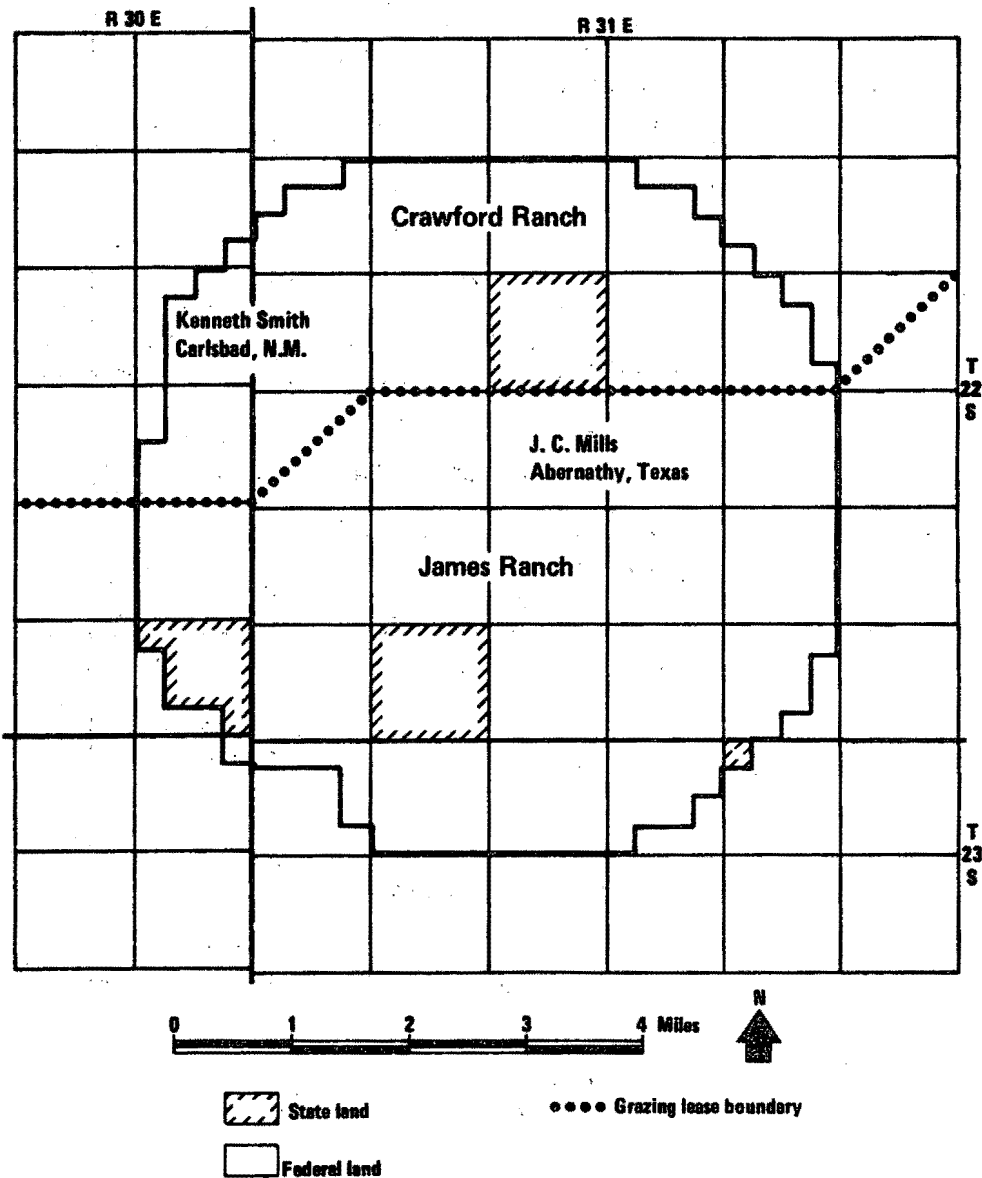 R 30 E
R 31 E
Crawford Ranch
Kenneth Smith
Carlsbad, N.M.
T
22
S
J. C. Mills
Abernathy, Texas
James Ranch
T
23
S
0 1 2 3 4 Miles
N
State land
Grazing lease boundary
Federal land